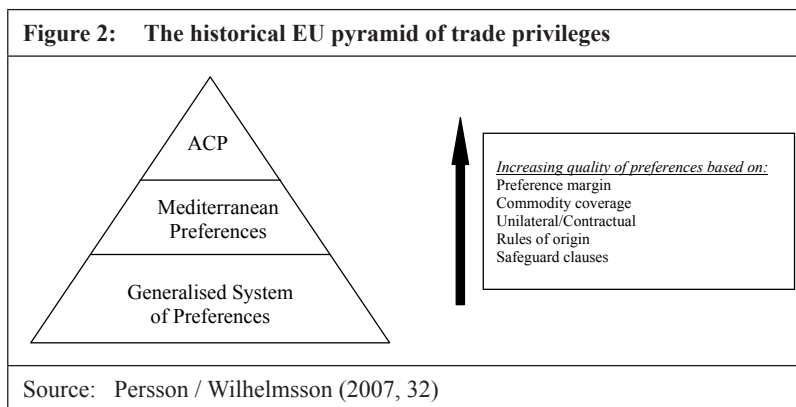 Figure 2: The historical EU pyramid of trade privileges
ACP
Mediterranean
Preferences
Generalised System
of Preferences
Increasing quality of preferences based on:
Preference margin
Commodity coverage
Unilateral/Contractual
Rules of origin
Safeguard clauses
Source: Persson / Wilhelmsson (2007, 32)